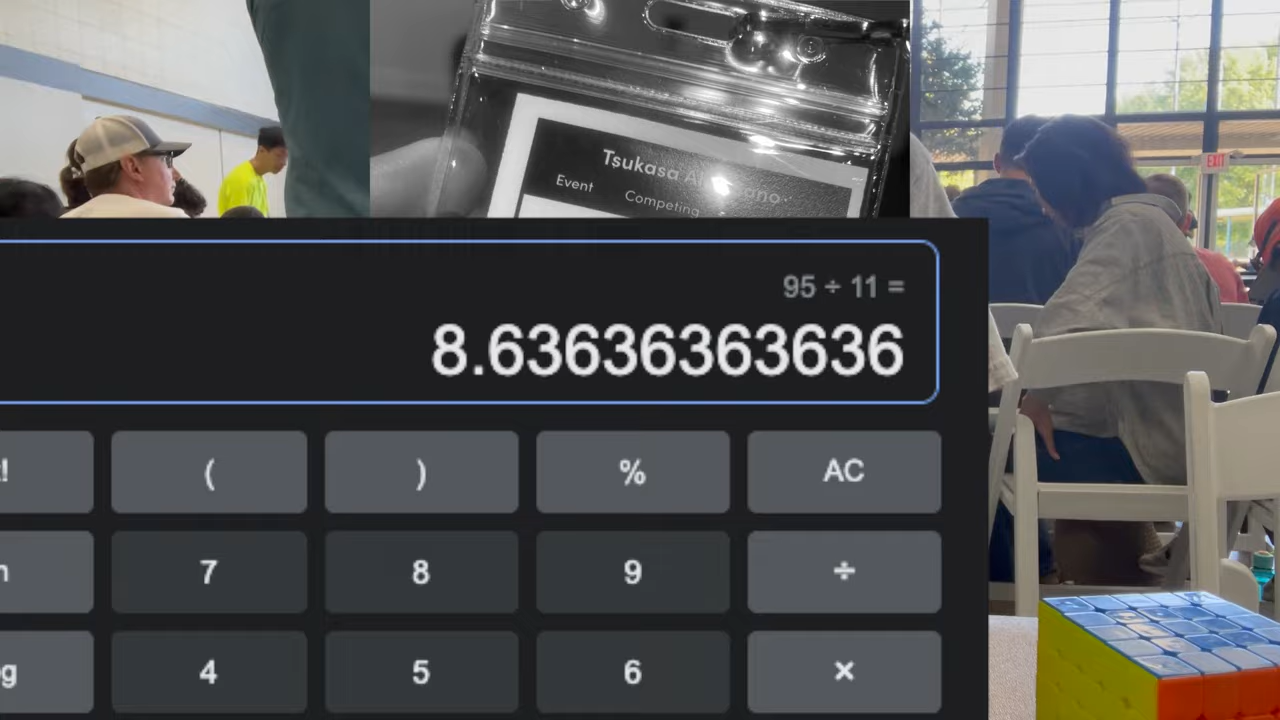 Tsukasa
Event
Competing
EXIT
95 ÷ 11 =
8.63636363636
( ) % AC
7 8 9 ÷
4 5 6 ×